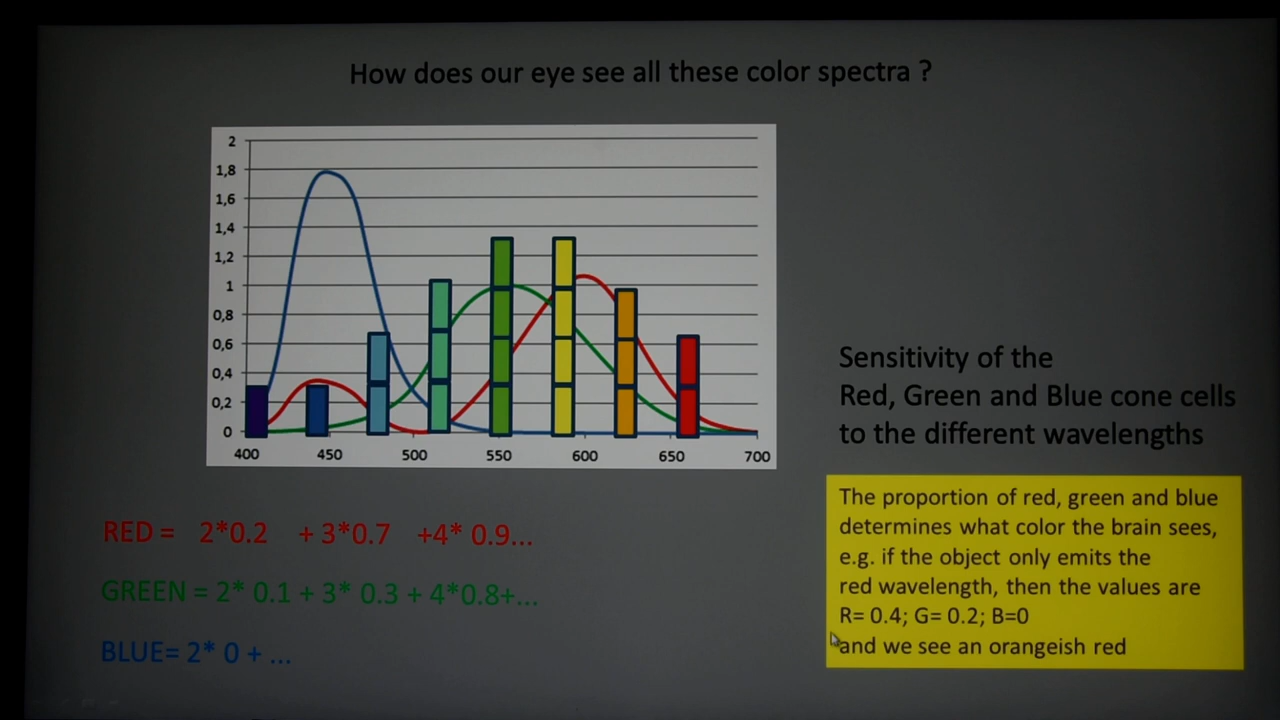 How does our eye see all these color spectra ?
2
1,8
1,6
1,4
1,2
1
0,8
0,6
0,4
0,2
0
400 450 500 550 600 650 700
Sensitivity of the
Red, Green and Blue cone cells
to the different wavelengths
RED = 2*0.2 + 3*0.7 +4* 0.9...
GREEN = 2* 0.1 + 3* 0.3 + 4*0.8+...
BLUE= 2* 0 + ...
The proportion of red, green and blue
determines what color the brain sees,
e.g. if the object only emits the
red wavelength, then the values are
R= 0.4; G= 0.2; B=0
and we see an orangeish red